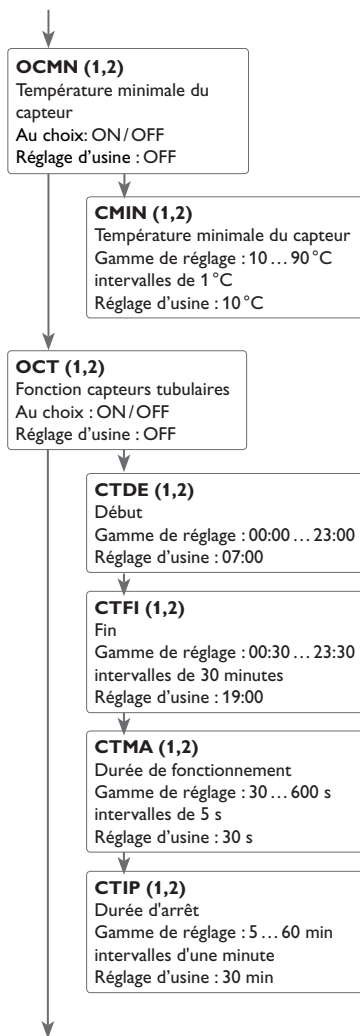 OCMN (1,2)
Température minimale du
capteur
Au choix: ON/OFF
Réglage d'usine : OFF
CMIN (1,2)
Température minimale du capteur
Gamme de réglage : 10 … 90 °C
intervalles de 1 °C
Réglage d'usine : 10 °C
OCT (1,2)
Fonction capteurs tubulaires
Au choix : ON/OFF
Réglage d'usine : OFF
CTDE (1,2)
Début
Gamme de réglage : 00:00 … 23:00
Réglage d'usine : 07:00
CTFI (1,2)
Fin
Gamme de réglage : 00:30 … 23:30
intervalles de 30 minutes
Réglage d'usine : 19:00
CTMA (1,2)
Durée de fonctionnement
Gamme de réglage : 30 … 600 s
intervalles de 5 s
Réglage d'usine : 30 s
CTIP (1,2)
Durée d'arrêt
Gamme de réglage : 5 … 60 min
intervalles d'une minute
Réglage d'usine : 30 min